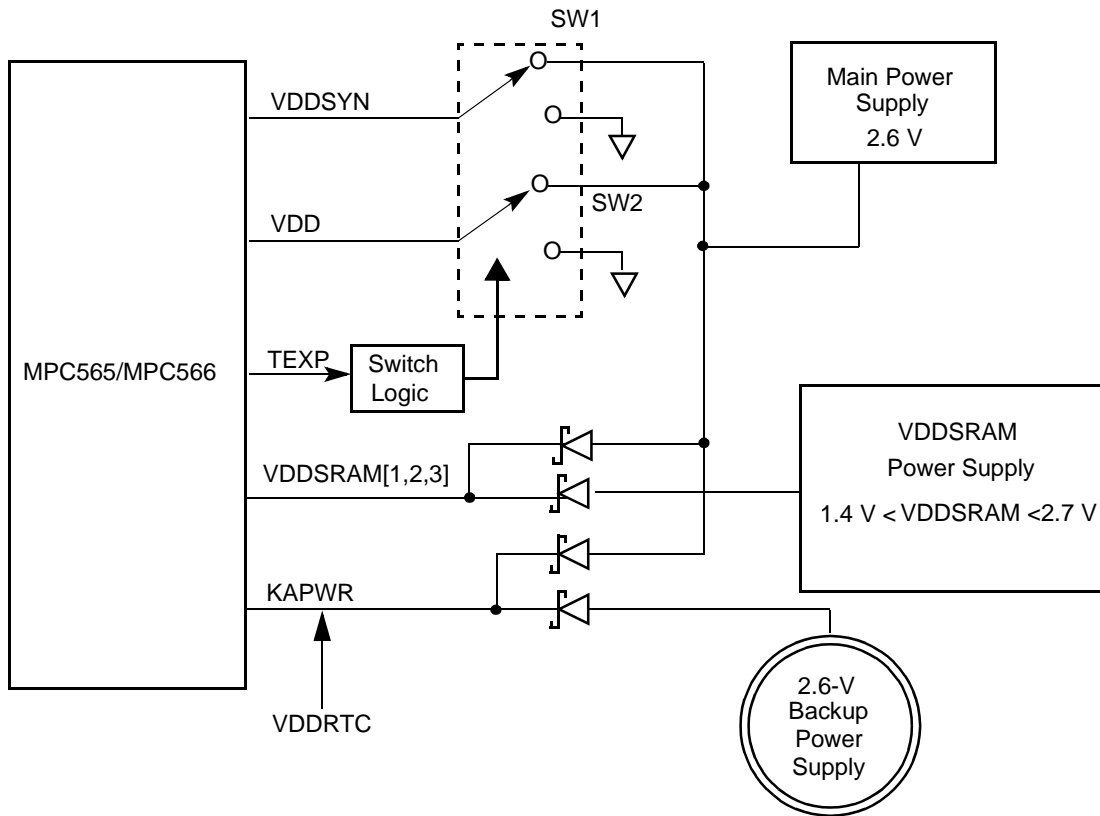 SW1
Main Power
Supply
2.6 V
VDDSYN
SW2
VDD
MPC565/MPC566
TEXP
Switch
Logic
VDDSRAM
Power Supply
1.4 V < VDDSRAM <2.7 V
VDDSRAM[1,2,3]
KAPWR
VDDRTC
2.6-V
Backup
Power
Supply